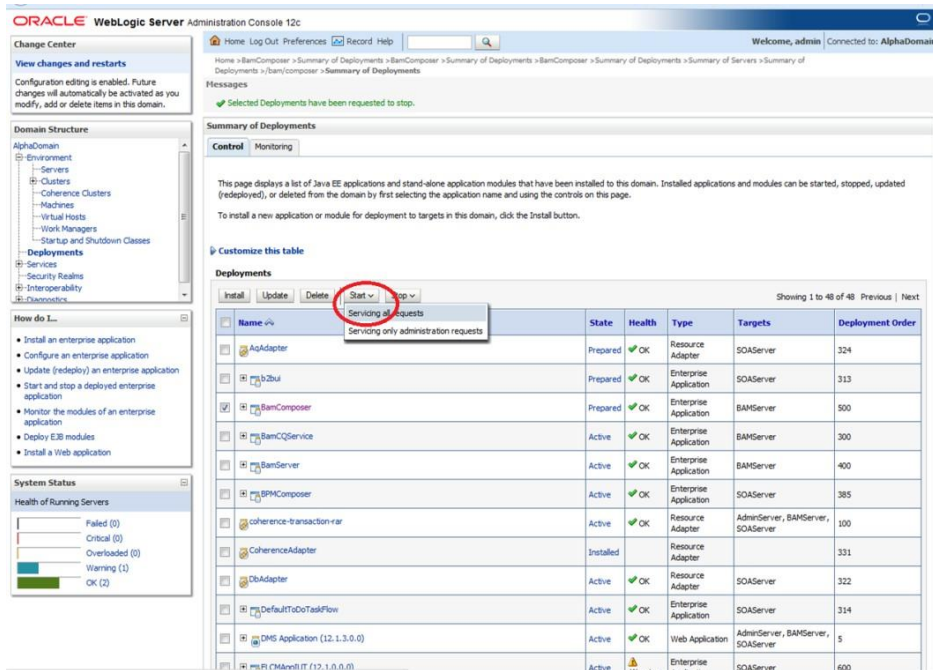 ORACLE WebLogic Server Administration Console 12c
Change Center
View changes and restarts
Configuration editing is enabled. Future
changes will automatically be activated as you
modify, add or delete items in this domain.
Domain Structure
AlphaDomain
Environment
Servers
Clusters
Coherence Clusters
Machines
Virtual Hosts
Work Managers
Startup and Shutdown Classes
Deployments
Services
Security Realms
Interoperability
Diagnostics
How do I...
Install an enterprise application
Configure an enterprise application
Update (redeploy) an enterprise application
Start and stop a deployed enterprise
application
Monitor the modules of an enterprise
application
Deploy EJB modules
Install a Web application
System Status
Health of Running Servers
Failed (0)
Critical (0)
Overloaded (0)
Warning (1)
OK (2)
Home Log Out Preferences Record Help
Welcome, admin Connected to: AlphaDomain
Home >BamComposer >Summary of Deployments >BamComposer >Summary of Deployments >BamComposer >Summary of Deployments >Summary of Servers >Summary of
Deployments >/bam/composer >Summary of Deployments
Messages
Selected Deployments have been requested to stop.
Summary of Deployments
Control Monitoring
This page displays a list of Java EE applications and stand-alone application modules that have been installed to this domain. Installed applications and modules can be started, stopped, updated
(redeployed), or deleted from the domain by first selecting the application name and using the controls on this page.
To install a new application or module for deployment to targets in this domain, click the Install button.
Customize this table
Deployments
Install Update Delete Start Stop Showing 1 to 48 of 48 Previous | Next
Servicing all requests
Servicing only administration requests
Name State Health Type Targets Deployment Order
AqAdapter Prepared OK Resource Adapter SOAServer 324
b2bui Prepared OK Enterprise Application SOAServer 313
BamComposer Prepared OK Enterprise Application BAMServer 500
BamCQService Active OK Enterprise Application BAMServer 300
BamServer Active OK Enterprise Application BAMServer 400
BPMComposer Active OK Enterprise Application SOAServer 385
coherence-transaction-rar Active OK Resource Adapter AdminServer, BAMServer, SOAServer 100
CoherenceAdapter Installed Resource Adapter 331
DbAdapter Active OK Resource Adapter SOAServer 322
DefaultToDoTaskFlow Active OK Enterprise Application SOAServer 314
DMS Application (12.1.3.0.0) Active OK Web Application AdminServer, BAMServer, SOAServer 5
(12.1.0.0.0) Active Enterprise SOAServer 600